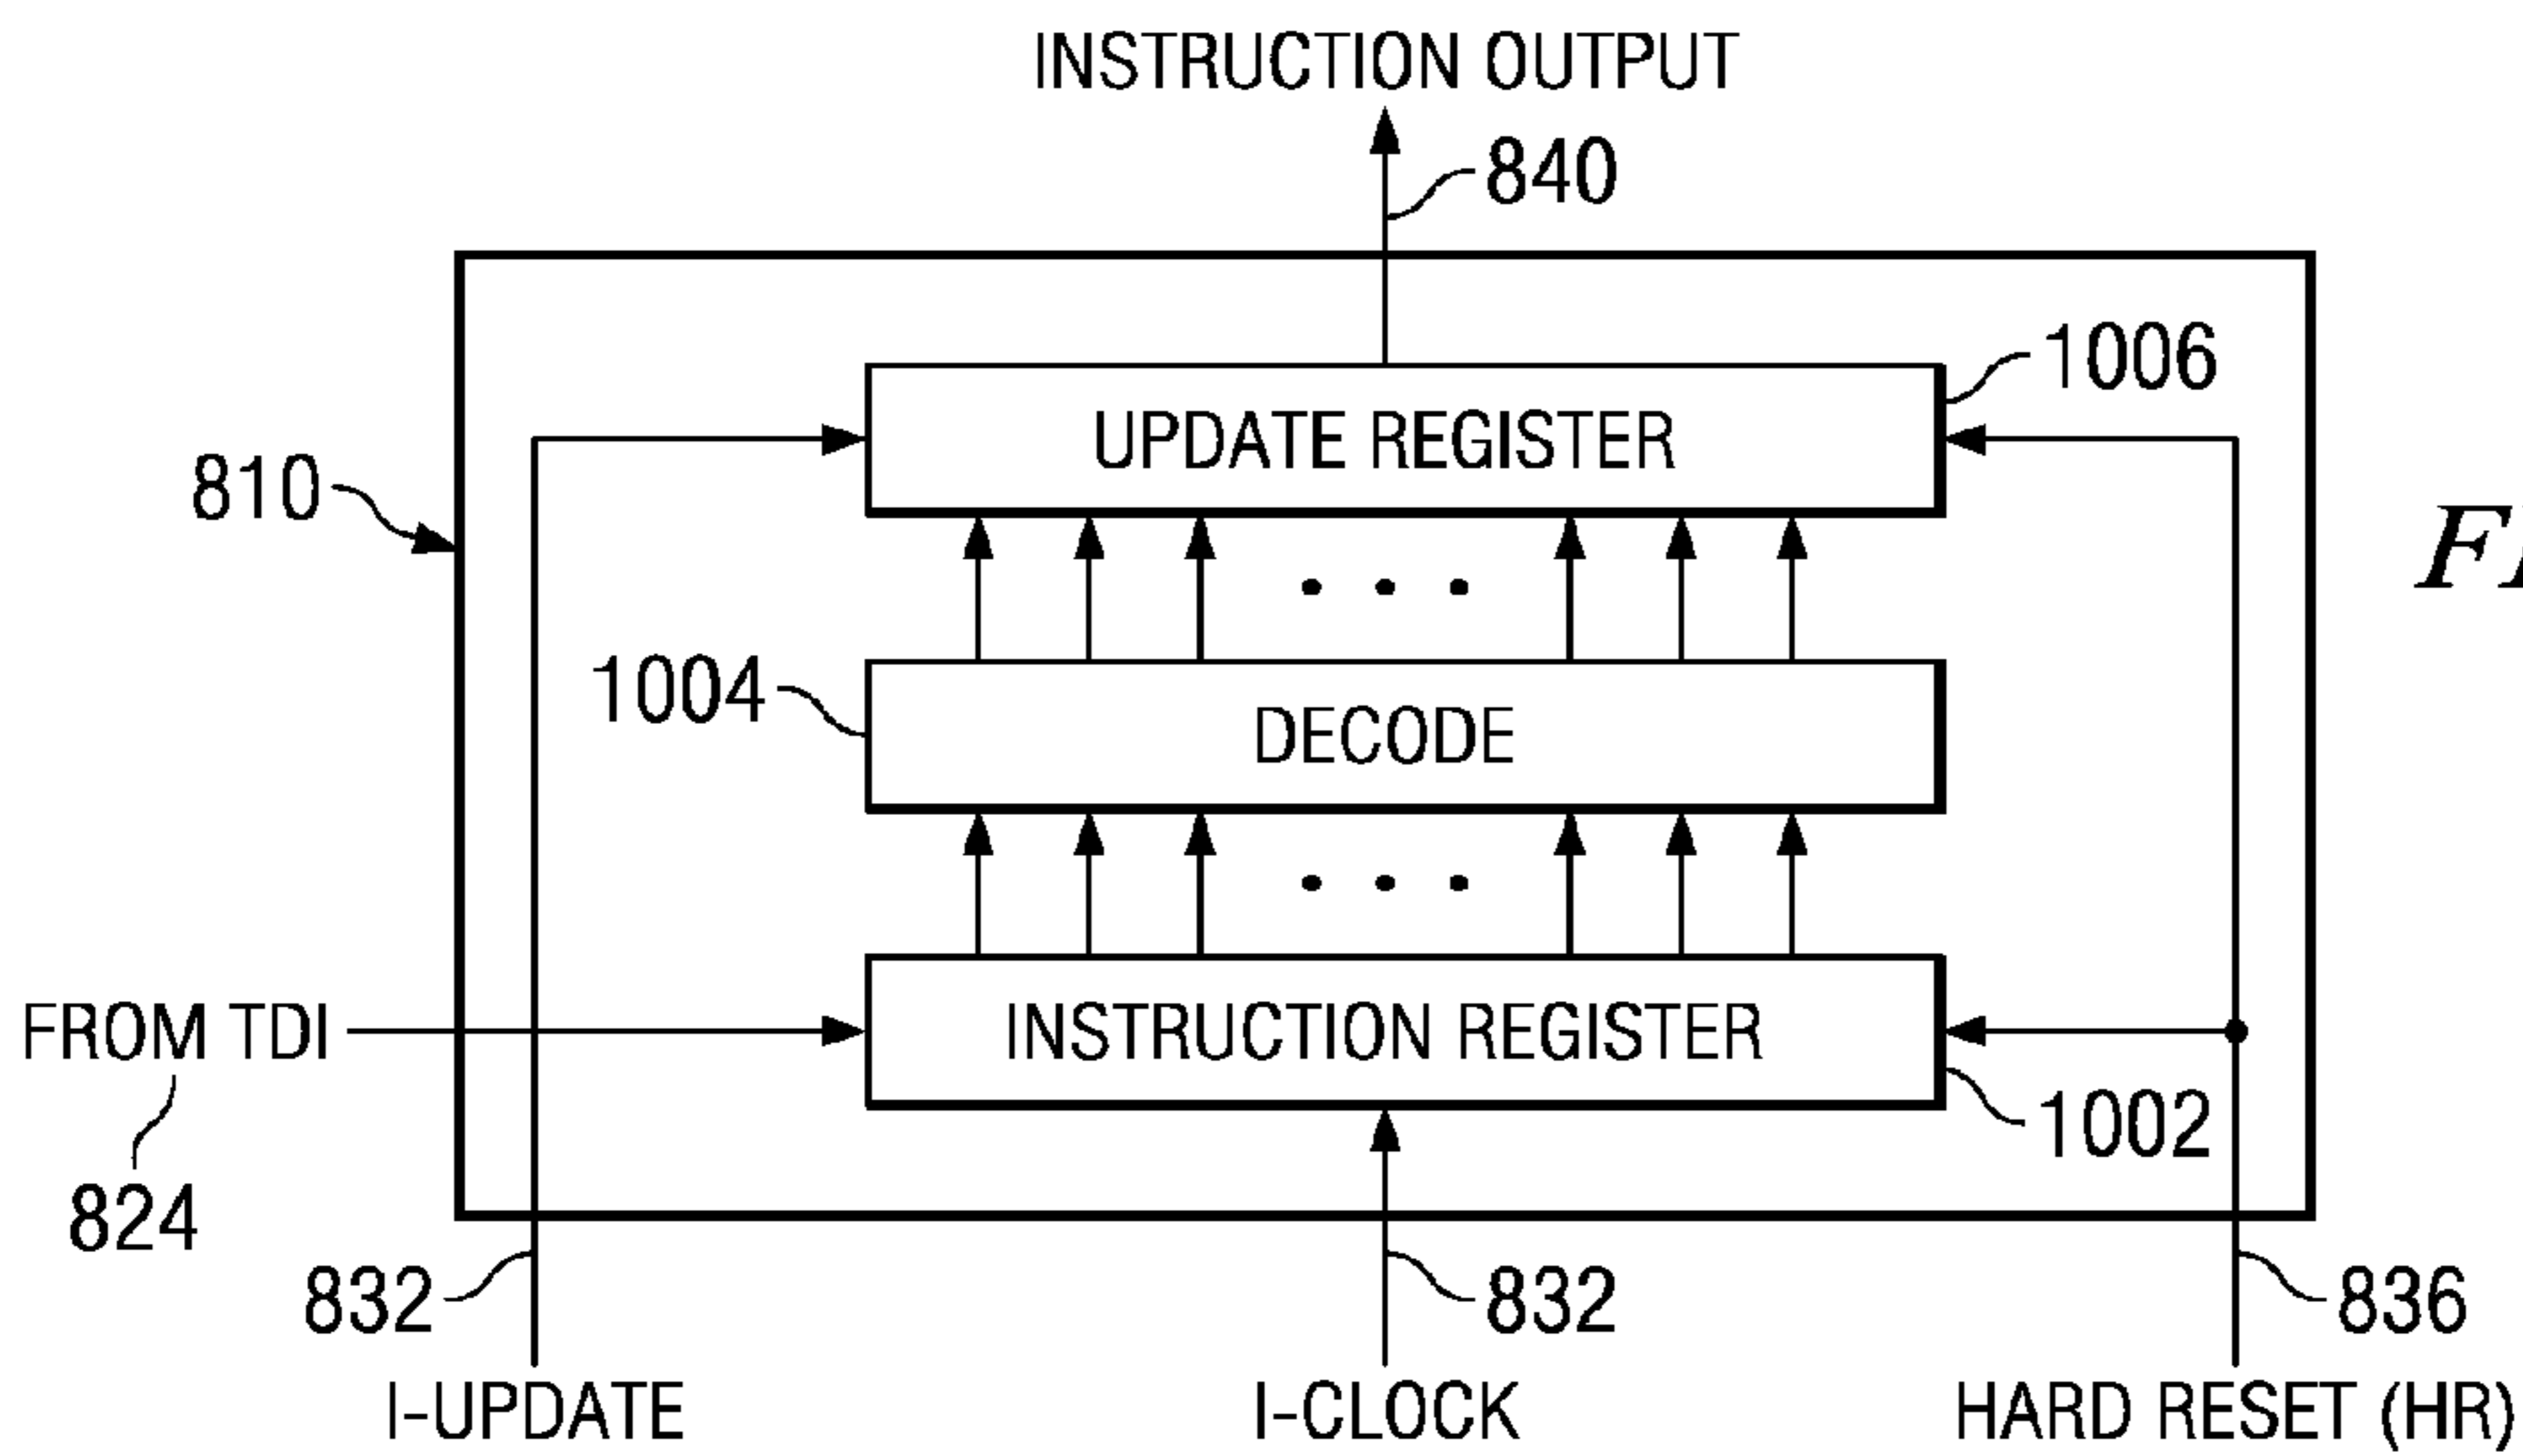 INSTRUCTION OUTPUT
840
1006
UPDATE REGISTER
810
1004
DECODE
FROM TDI
INSTRUCTION REGISTER
1002
824
832
832
836
I-UPDATE
I-CLOCK
HARD RESET (HR)